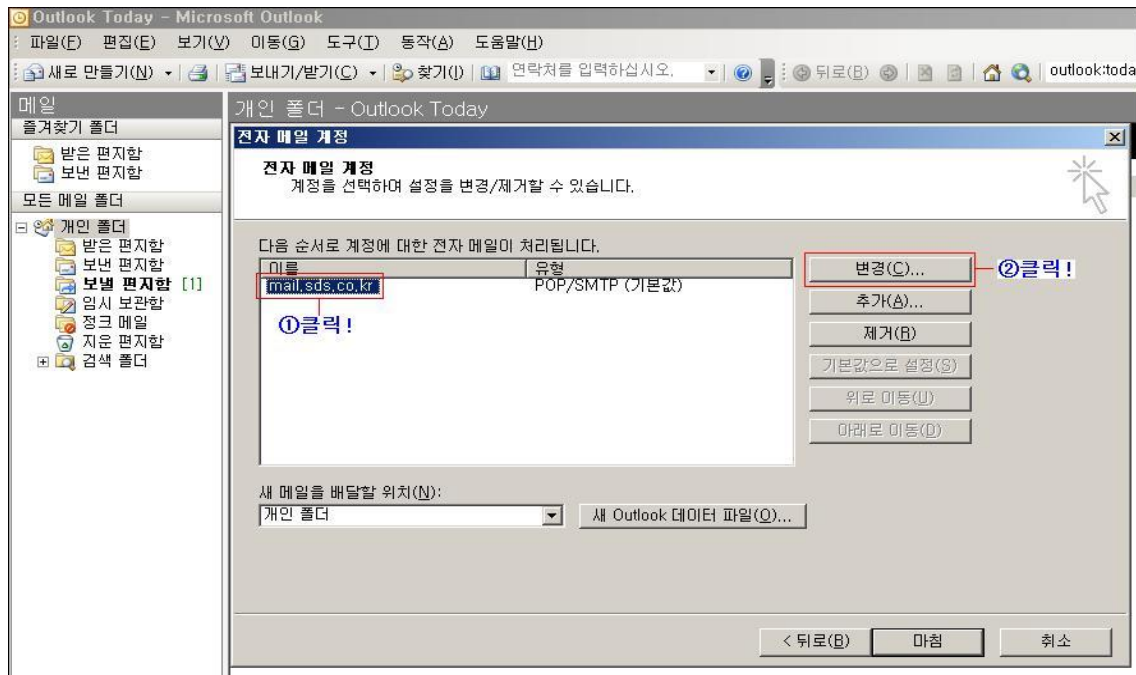 Outlook Today - Microsoft Outlook
파일(F) 편집(E) 보기(V) 이동(G) 도구(T) 동작(A) 도움말(H)
새로 만들기(N) 보내기/받기(C) 찾기(I) 연락처를 입력하십시오. 뒤로(B) outlook:toda
메일
즐겨찾기 폴더
받은 편지함
보낸 편지함
모든 메일 폴더
개인 폴더
받은 편지함
보낸 편지함
보낼 편지함 [1]
임시 보관함
정크 메일
지운 편지함
검색 폴더
개인 폴더 - Outlook Today
전자 메일 계정
전자 메일 계정
계정을 선택하여 설정을 변경/제거할 수 있습니다.
다음 순서로 계정에 대한 전자 메일이 처리됩니다.
이름 유형
mail.sds.co.kr POP/SMTP (기본값)
①클릭!
변경(C)... ②클릭!
추가(A)...
제거(R)
기본값으로 설정(S)
위로 이동(U)
아래로 이동(D)
새 메일을 배달할 위치(N):
개인 폴더 새 Outlook 데이터 파일(O)...
< 뒤로(B) 마침 취소